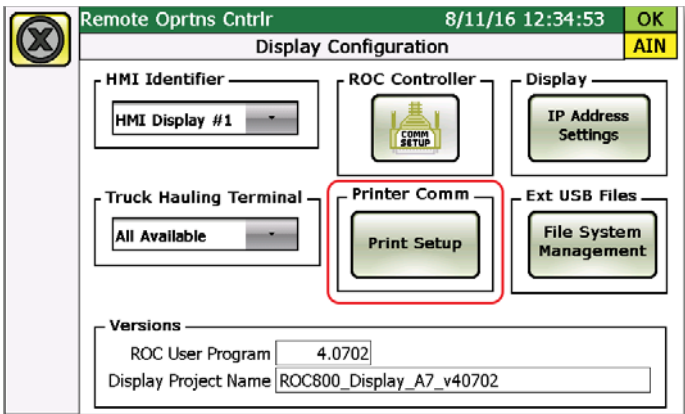 Remote Oprtns Cntrlr 8/11/16 12:34:53 OK
Display Configuration AIN
HMI Identifier ROC Controller Display
HMI Display #1 COMM SETUP IP Address Settings
Truck Hauling Terminal Printer Comm Ext USB Files
All Available Print Setup File System Management
Versions
ROC User Program 4.0702
Display Project Name ROC800_Display_A7_v40702